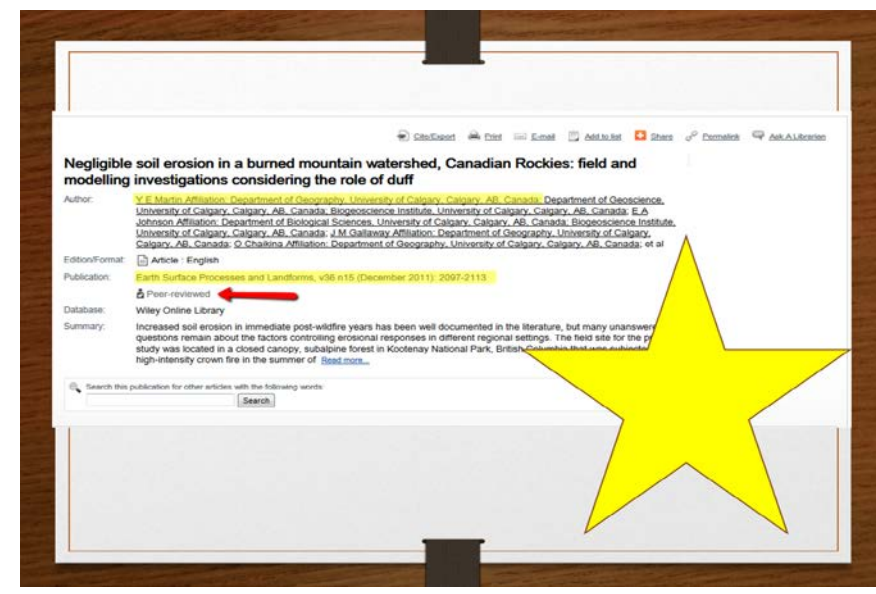 Cite/Export Print E-mail Add to list Share Permalink Ask A Librarian
Negligible soil erosion in a burned mountain watershed, Canadian Rockies: field and
modelling investigations considering the role of duff
Author: Y E Martin Affiliation: Department of Geography, University of Calgary, Calgary, AB, Canada; Department of Geoscience,
University of Calgary, Calgary, AB, Canada; Biogeoscience Institute, University of Calgary, Calgary, AB, Canada; E A
Johnson Affiliation: Department of Biological Sciences, University of Calgary, Calgary, AB, Canada; Biogeoscience Institute,
University of Calgary, Calgary, AB, Canada; J M Gallaway Affiliation: Department of Geography, University of Calgary,
Calgary, AB, Canada; O Chaikina Affiliation: Department of Geography, University of Calgary, Calgary, AB, Canada; et al
Edition/Format: Article : English
Publication: Earth Surface Processes and Landforms, v36 n15 (December 2011): 2097-2113
Peer-reviewed
Database: Wiley Online Library
Summary: Increased soil erosion in immediate post-wildfire years has been well documented in the literature, but many
questions remain about the factors controlling erosional responses in different regional settings. The field site for the
study was located in a closed canopy, subalpine forest in Kootenay National Park, British Columbia that was
high-intensity crown fire in the summer of Read more...
Search this publication for other articles with the following words:
Search